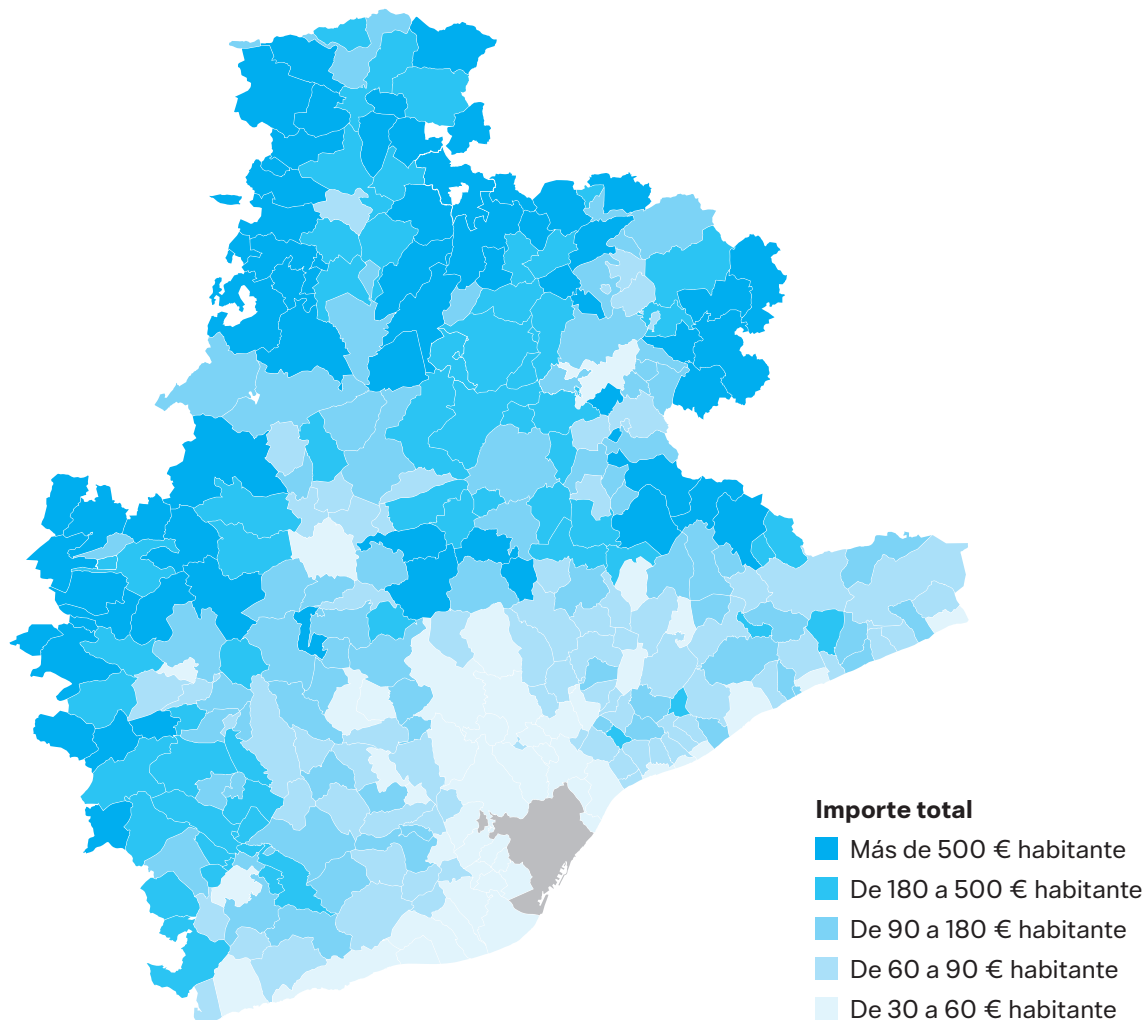 Importe total
Más de 500 € habitante
De 180 a 500 € habitante
De 90 a 180 € habitante
De 60 a 90 € habitante
De 30 a 60 € habitante